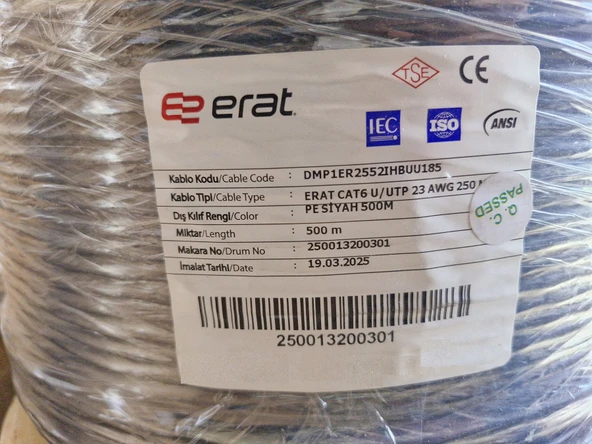 TSE
CE
erat
IEC
ISO
ANSI
Kablo Kodu/Cable Code : DMP1ER2552IHBUU185
Kablo Tipi/Cable Type : ERAT CAT6 U/UTP 23 AWG 250
Dış Kılıf Rengi/Color : PE SİYAH 500M
Miktar/Length : 500 m
Makara No/Drum No : 250013200301
İmalat Tarihi/Date : 19.03.2025
Q. C.
PASSED
250013200301